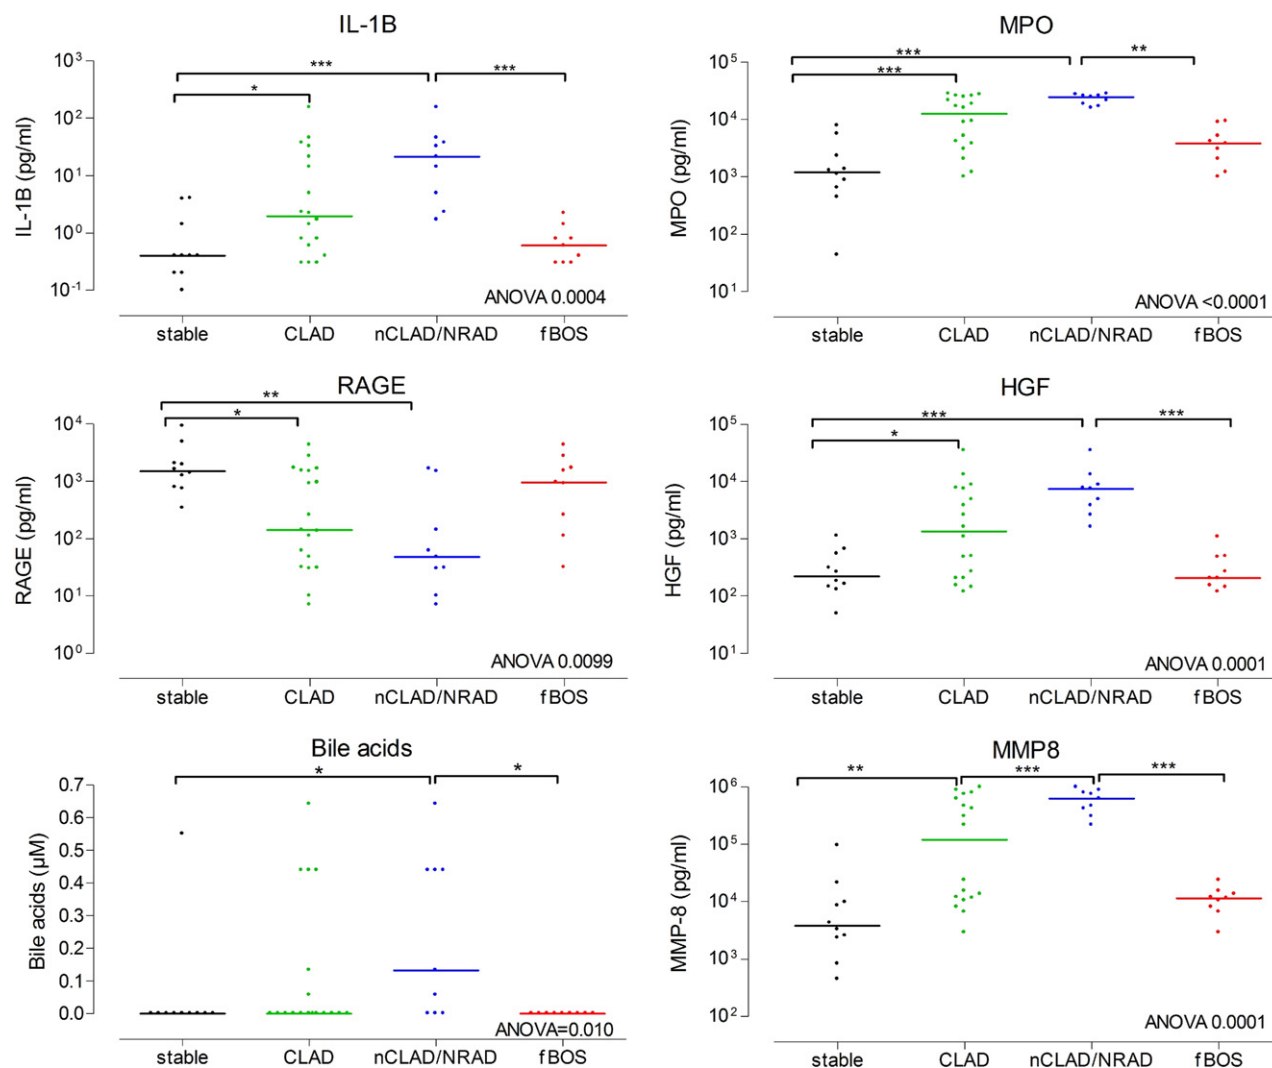 IL-1B
10³
***
***
10²
*
10¹
10⁰
10⁻¹
IL-1B (pg/ml)
ANOVA 0.0004
stable CLAD nCLAD/NRAD fBOS
MPO
***
**
10⁵
***
10⁴
10³
10²
10¹
MPO (pg/ml)
ANOVA <0.0001
stable CLAD nCLAD/NRAD fBOS
RAGE
**
*
10⁴
10³
10²
10¹
10⁰
RAGE (pg/ml)
ANOVA 0.0099
stable CLAD nCLAD/NRAD fBOS
HGF
***
***
10⁵
*
10⁴
10³
10²
10¹
HGF (pg/ml)
ANOVA 0.0001
stable CLAD nCLAD/NRAD fBOS
Bile acids
*
*
0.7
0.6
0.5
0.4
0.3
0.2
0.1
0.0
Bile acids (µM)
ANOVA=0.010
stable CLAD nCLAD/NRAD fBOS
MMP8
**
***
***
10⁶
10⁵
10⁴
10³
10²
MMP-8 (pg/ml)
ANOVA 0.0001
stable CLAD nCLAD/NRAD fBOS